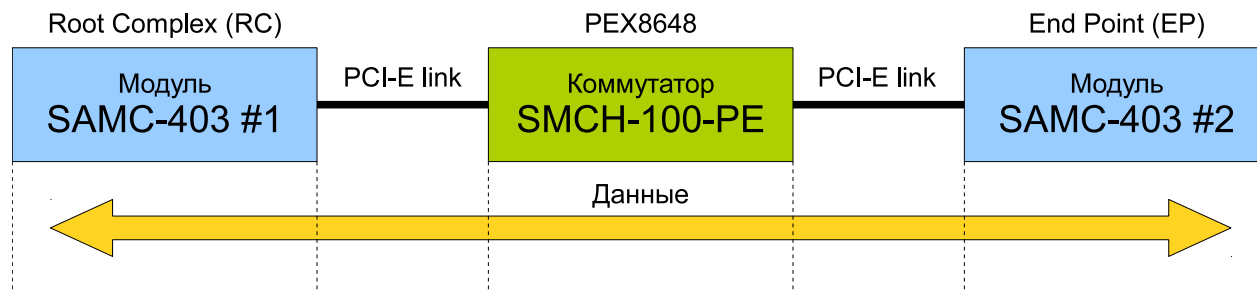 Root Complex (RC)
PEX8648
End Point (EP)
Модуль
SAMC-403 #1
PCI-E link
Коммутатор
SMCH-100-PE
PCI-E link
Модуль
SAMC-403 #2
Данные